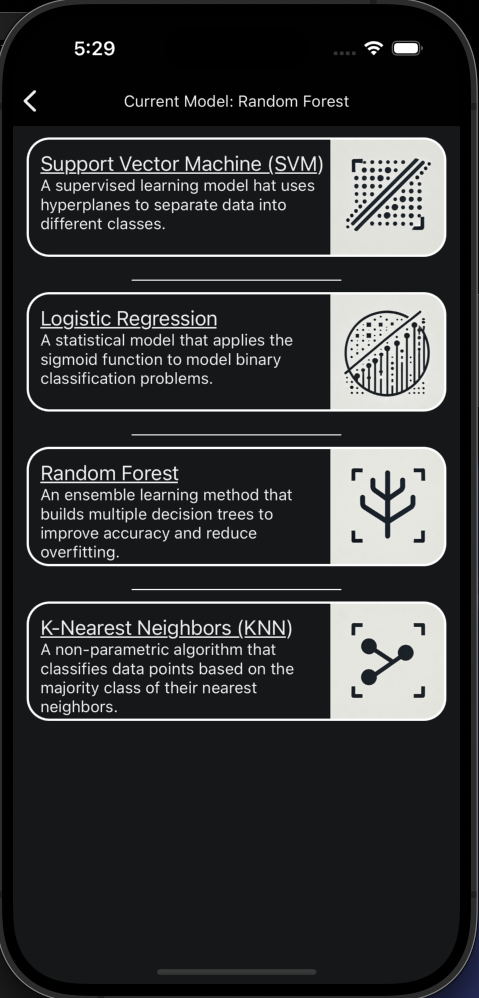 5:29
Current Model: Random Forest
Support Vector Machine (SVM)
A supervised learning model hat uses
hyperplanes to separate data into
different classes.
Logistic Regression
A statistical model that applies the
sigmoid function to model binary
classification problems.
Random Forest
An ensemble learning method that
builds multiple decision trees to
improve accuracy and reduce
overfitting.
K-Nearest Neighbors (KNN)
A non-parametric algorithm that
classifies data points based on the
majority class of their nearest
neighbors.